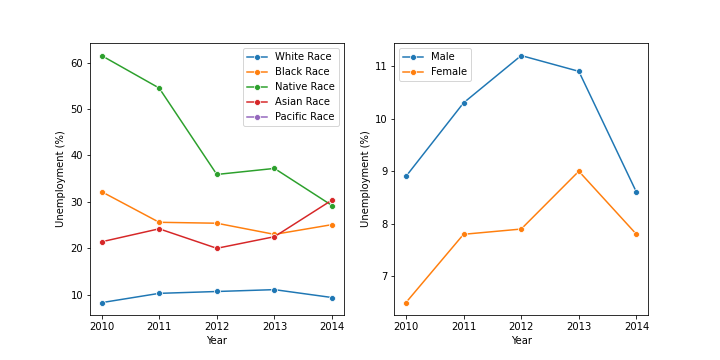 White Race
Black Race
Native Race
Asian Race
Pacific Race
60
50
40
30
20
10
Unemployment (%)
2010 2011 2012 2013 2014
Year
Male
Female
11
10
9
8
7
Unemployment (%)
2010 2011 2012 2013 2014
Year